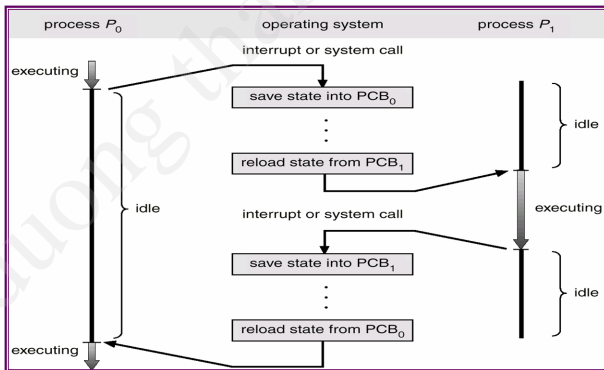 process P0 operating system process P1
interrupt or system call
executing
save state into PCB0
idle
reload state from PCB1
idle
interrupt or system call
executing
save state into PCB1
idle
reload state from PCB0
executing